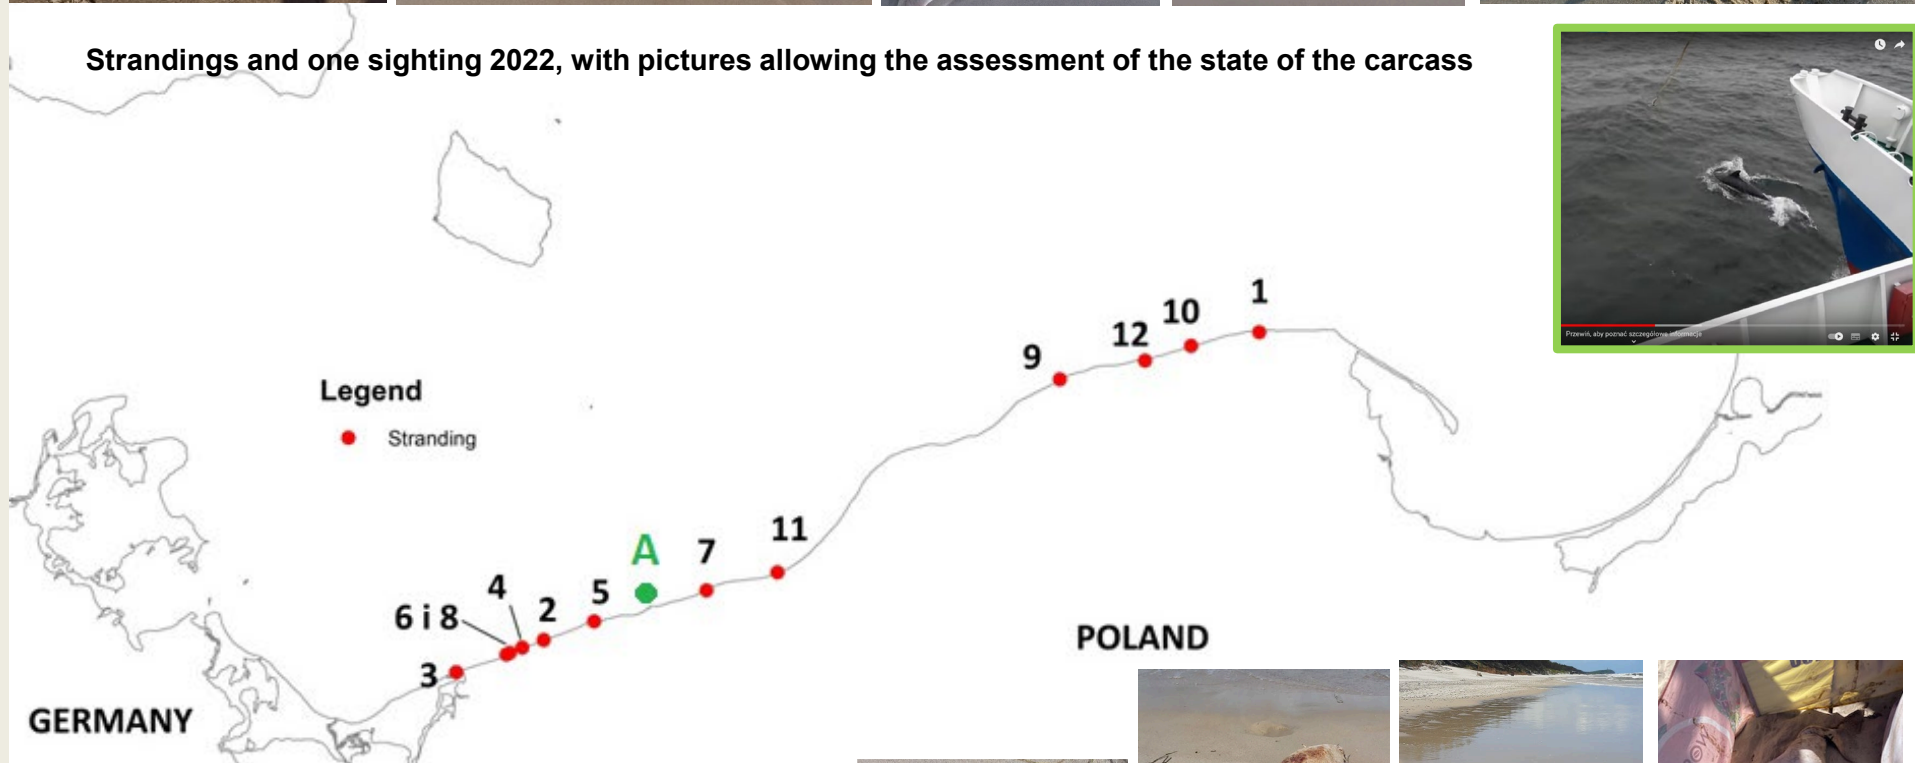 Strandings and one sighting 2022, with pictures allowing the assessment of the state of the carcass
1
10
12
9
Przewiń, aby poznać szczegółowe informacje
Legend
Stranding
11
A
7
4
5
6 i 8
2
3
POLAND
GERMANY